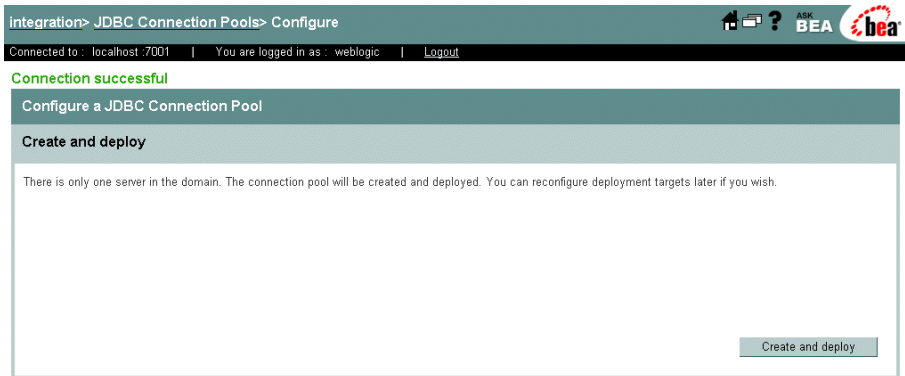 integration> JDBC Connection Pools> Configure
? ASK BEA bea
Connected to : localhost :7001 | You are logged in as : weblogic | Logout
Connection successful
Configure a JDBC Connection Pool
Create and deploy
There is only one server in the domain. The connection pool will be created and deployed. You can reconfigure deployment targets later if you wish.
Create and deploy